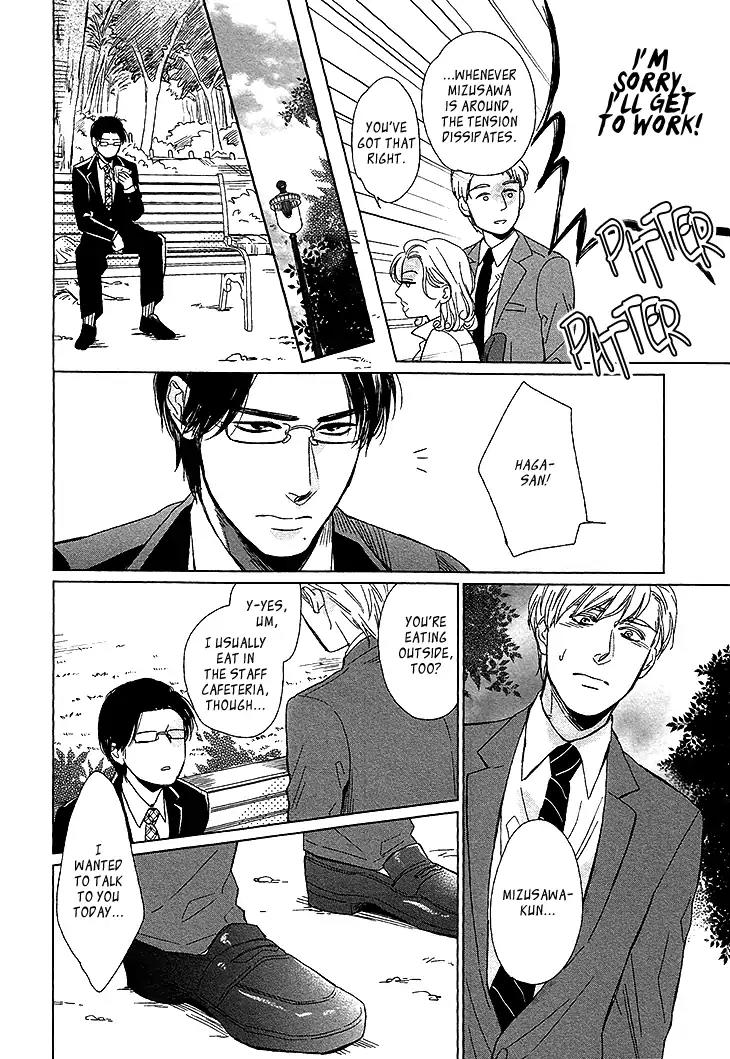 I'M
SORRY.
I'LL GET
TO WORK!
...WHENEVER
MIZUSAWA
IS AROUND,
THE TENSION
DISSIPATES.
YOU'VE
GOT THAT
RIGHT.
PATTER
PATTER
HAGA-
SAN!
MIZUSAWA-
KUN...
YOU'RE
EATING
OUTSIDE,
TOO?
Y-YES,
UM,
I USUALLY
EAT IN
THE STAFF
CAFETERIA,
THOUGH...
I
WANTED
TO TALK
TO YOU
TODAY...